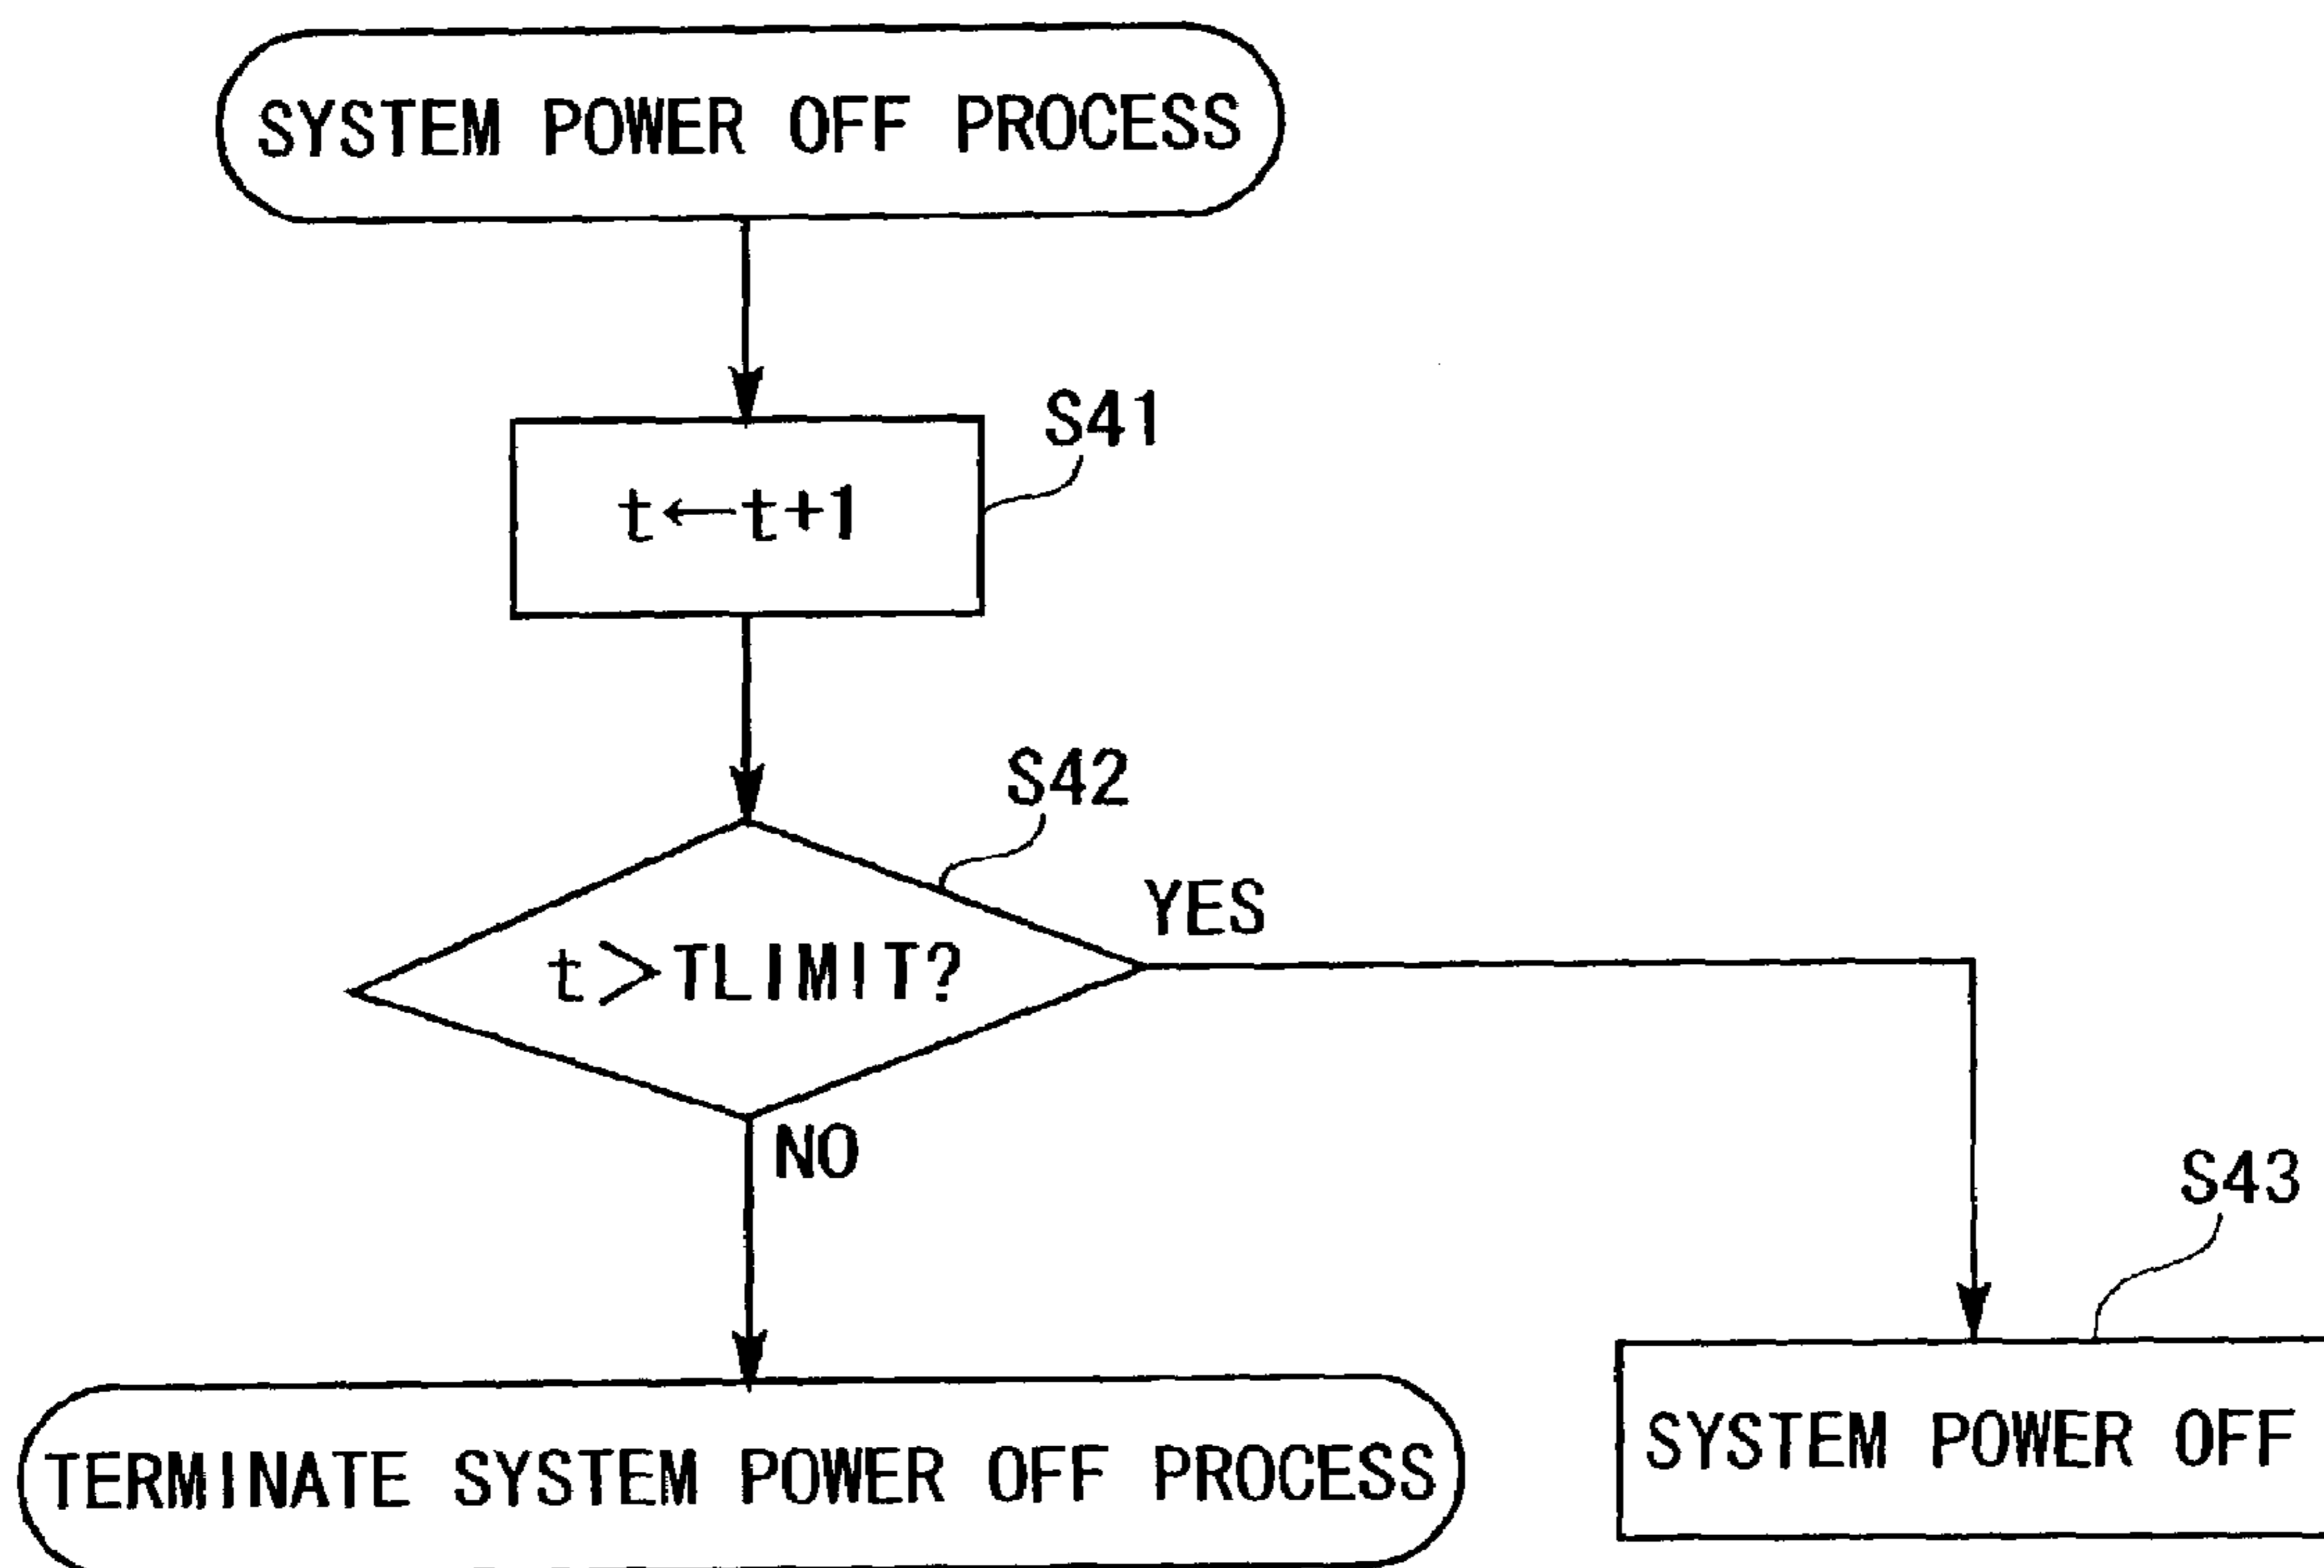 SYSTEM POWER OFF PROCESS
S41
t←t+1
S42
YES
t>TLIMIT?
NO
S43
SYSTEM POWER OFF
TERMINATE SYSTEM POWER OFF PROCESS